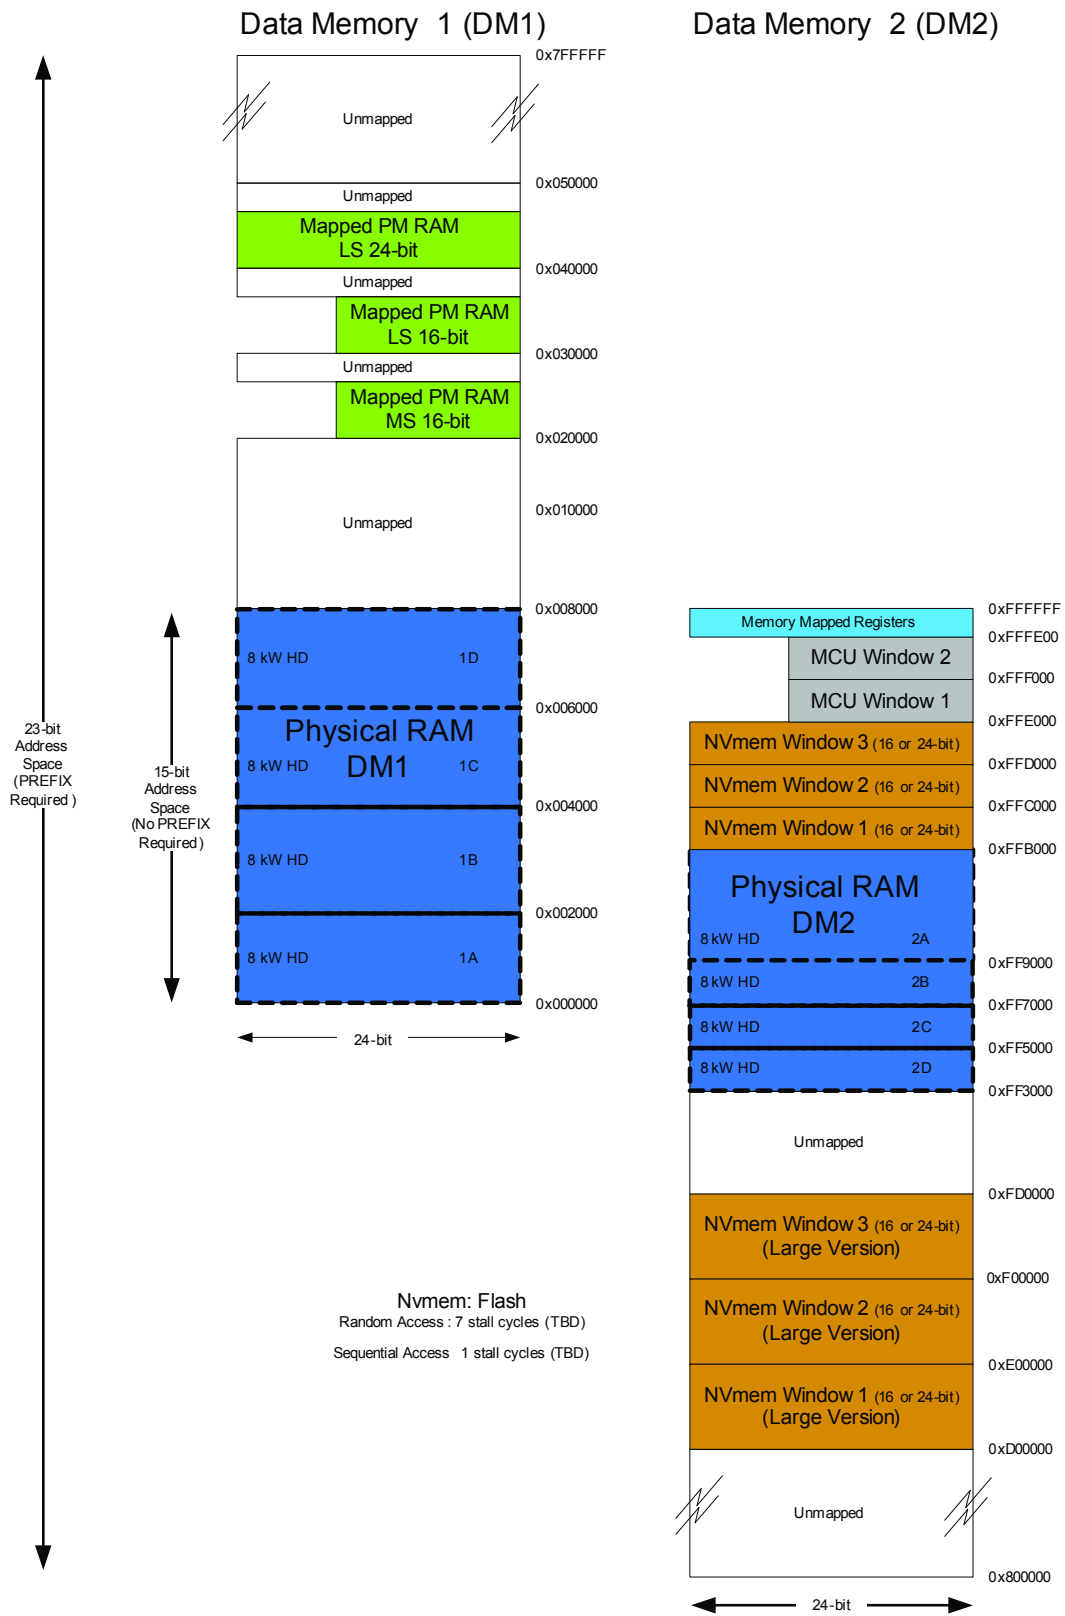 Data Memory 1 (DM1)
Data Memory 2 (DM2)
0x7FFFFF
Unmapped
0x050000
Unmapped
Mapped PM RAM
LS 24-bit
0x040000
Unmapped
Mapped PM RAM
LS 16-bit
0x030000
Unmapped
Mapped PM RAM
MS 16-bit
0x020000
0x010000
Unmapped
0x008000
8 kW HD 1D
0x006000
Physical RAM
DM1
8 kW HD 1C
0x004000
8 kW HD 1B
0x002000
8 kW HD 1A
0x000000
24-bit
23-bit
Address
Space
(PREFIX
Required )
15-bit
Address
Space
(No PREFIX
Required )
0xFFFFFF
Memory Mapped Registers
0xFFFE00
MCU Window 2
0xFFF000
MCU Window 1
0xFFE000
NVmem Window 3 (16 or 24-bit)
0xFFD000
NVmem Window 2 (16 or 24-bit)
0xFFC000
NVmem Window 1 (16 or 24-bit)
0xFFB000
Physical RAM
DM2
8 kW HD 2A
0xFF9000
8 kW HD 2B
0xFF7000
8 kW HD 2C
0xFF5000
8 kW HD 2D
0xFF3000
Unmapped
0xFD0000
NVmem Window 3 (16 or 24-bit)
(Large Version)
0xF00000
NVmem Window 2 (16 or 24-bit)
(Large Version)
0xE00000
NVmem Window 1 (16 or 24-bit)
(Large Version)
0xD00000
Unmapped
0x800000
24-bit
Nvmem: Flash
Random Access : 7 stall cycles (TBD)
Sequential Access 1 stall cycles (TBD)